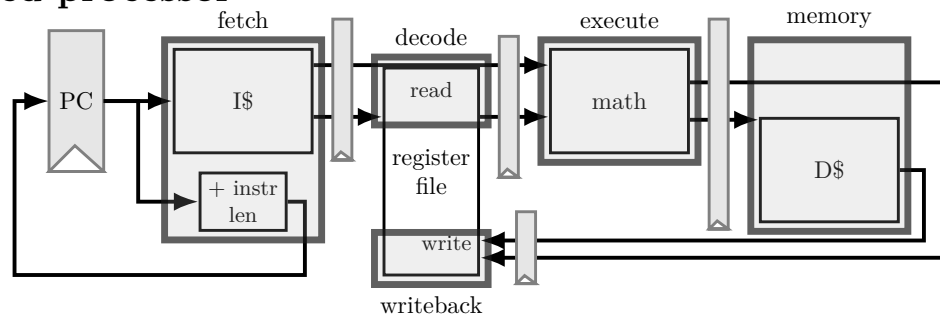 fetch
decode
execute
memory
PC
I$
read
math
+ instr
len
register
file
D$
write
writeback